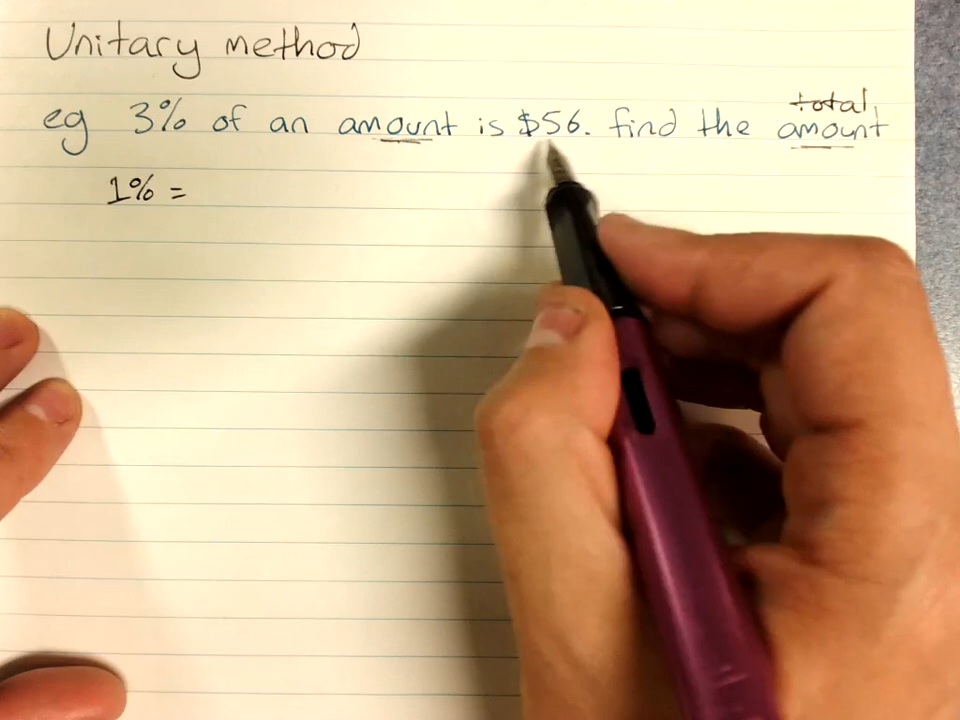 Unitary method
total
eg 3% of an amount is $56. find the amount
1% =